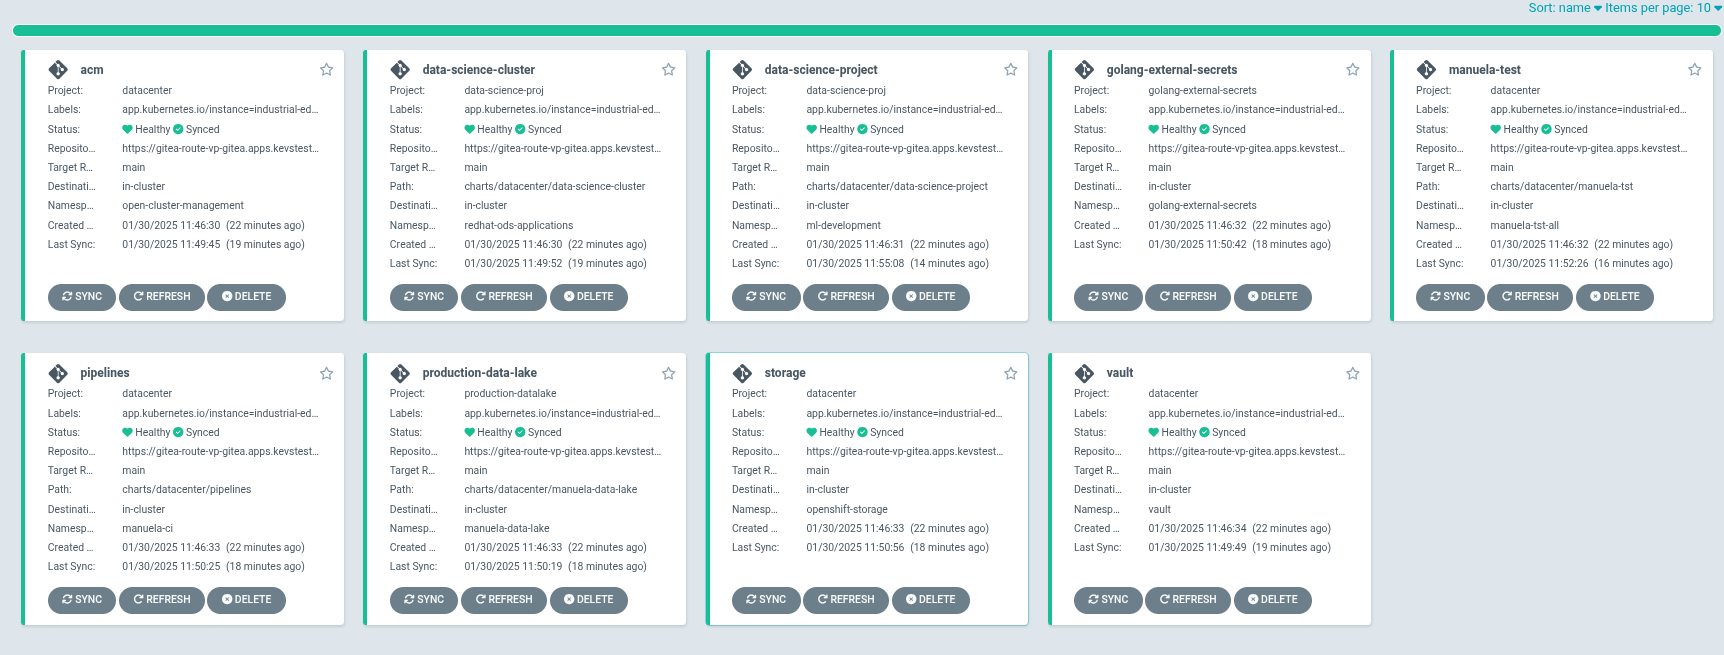 Sort: name Items per page: 10
acm
Project: datacenter
Labels: app.kubernetes.io/instance=industrial-ed...
Status: Healthy Synced
Reposito... https://gitea-route-vp-gitea.apps.kevstest...
Target R... main
Destinati... in-cluster
Namesp... open-cluster-management
Created ... 01/30/2025 11:46:30 (22 minutes ago)
Last Sync: 01/30/2025 11:49:45 (19 minutes ago)
SYNC REFRESH DELETE
data-science-cluster
Project: data-science-proj
Labels: app.kubernetes.io/instance=industrial-ed...
Status: Healthy Synced
Reposito... https://gitea-route-vp-gitea.apps.kevstest...
Target R... main
Path: charts/datacenter/data-science-cluster
Destinati... in-cluster
Namesp... redhat-ods-applications
Created ... 01/30/2025 11:46:30 (22 minutes ago)
Last Sync: 01/30/2025 11:49:52 (19 minutes ago)
SYNC REFRESH DELETE
data-science-project
Project: data-science-proj
Labels: app.kubernetes.io/instance=industrial-ed...
Status: Healthy Synced
Reposito... https://gitea-route-vp-gitea.apps.kevstest...
Target R... main
Path: charts/datacenter/data-science-project
Destinati... in-cluster
Namesp... ml-development
Created ... 01/30/2025 11:46:31 (22 minutes ago)
Last Sync: 01/30/2025 11:55:08 (14 minutes ago)
SYNC REFRESH DELETE
golang-external-secrets
Project: golang-external-secrets
Labels: app.kubernetes.io/instance=industrial-ed...
Status: Healthy Synced
Reposito... https://gitea-route-vp-gitea.apps.kevstest...
Target R... main
Destinati... in-cluster
Namesp... golang-external-secrets
Created ... 01/30/2025 11:46:32 (22 minutes ago)
Last Sync: 01/30/2025 11:50:42 (18 minutes ago)
SYNC REFRESH DELETE
manuela-test
Project: datacenter
Labels: app.kubernetes.io/instance=industrial-ed...
Status: Healthy Synced
Reposito... https://gitea-route-vp-gitea.apps.kevstest...
Target R... main
Path: charts/datacenter/manuela-tst
Destinati... in-cluster
Namesp... manuela-tst-all
Created ... 01/30/2025 11:46:32 (22 minutes ago)
Last Sync: 01/30/2025 11:52:26 (16 minutes ago)
SYNC REFRESH DELETE
pipelines
Project: datacenter
Labels: app.kubernetes.io/instance=industrial-ed...
Status: Healthy Synced
Reposito... https://gitea-route-vp-gitea.apps.kevstest...
Target R... main
Path: charts/datacenter/pipelines
Destinati... in-cluster
Namesp... manuela-ci
Created ... 01/30/2025 11:46:33 (22 minutes ago)
Last Sync: 01/30/2025 11:50:25 (18 minutes ago)
SYNC REFRESH DELETE
production-data-lake
Project: production-datalake
Labels: app.kubernetes.io/instance=industrial-ed...
Status: Healthy Synced
Reposito... https://gitea-route-vp-gitea.apps.kevstest...
Target R... main
Path: charts/datacenter/manuela-data-lake
Destinati... in-cluster
Namesp... manuela-data-lake
Created ... 01/30/2025 11:46:33 (22 minutes ago)
Last Sync: 01/30/2025 11:50:19 (18 minutes ago)
SYNC REFRESH DELETE
storage
Project: datacenter
Labels: app.kubernetes.io/instance=industrial-ed...
Status: Healthy Synced
Reposito... https://gitea-route-vp-gitea.apps.kevstest...
Target R... main
Destinati... in-cluster
Namesp... openshift-storage
Created ... 01/30/2025 11:46:33 (22 minutes ago)
Last Sync: 01/30/2025 11:50:56 (18 minutes ago)
SYNC REFRESH DELETE
vault
Project: datacenter
Labels: app.kubernetes.io/instance=industrial-ed...
Status: Healthy Synced
Reposito... https://gitea-route-vp-gitea.apps.kevstest...
Target R... main
Destinati... in-cluster
Namesp... vault
Created ... 01/30/2025 11:46:34 (22 minutes ago)
Last Sync: 01/30/2025 11:49:49 (19 minutes ago)
SYNC REFRESH DELETE